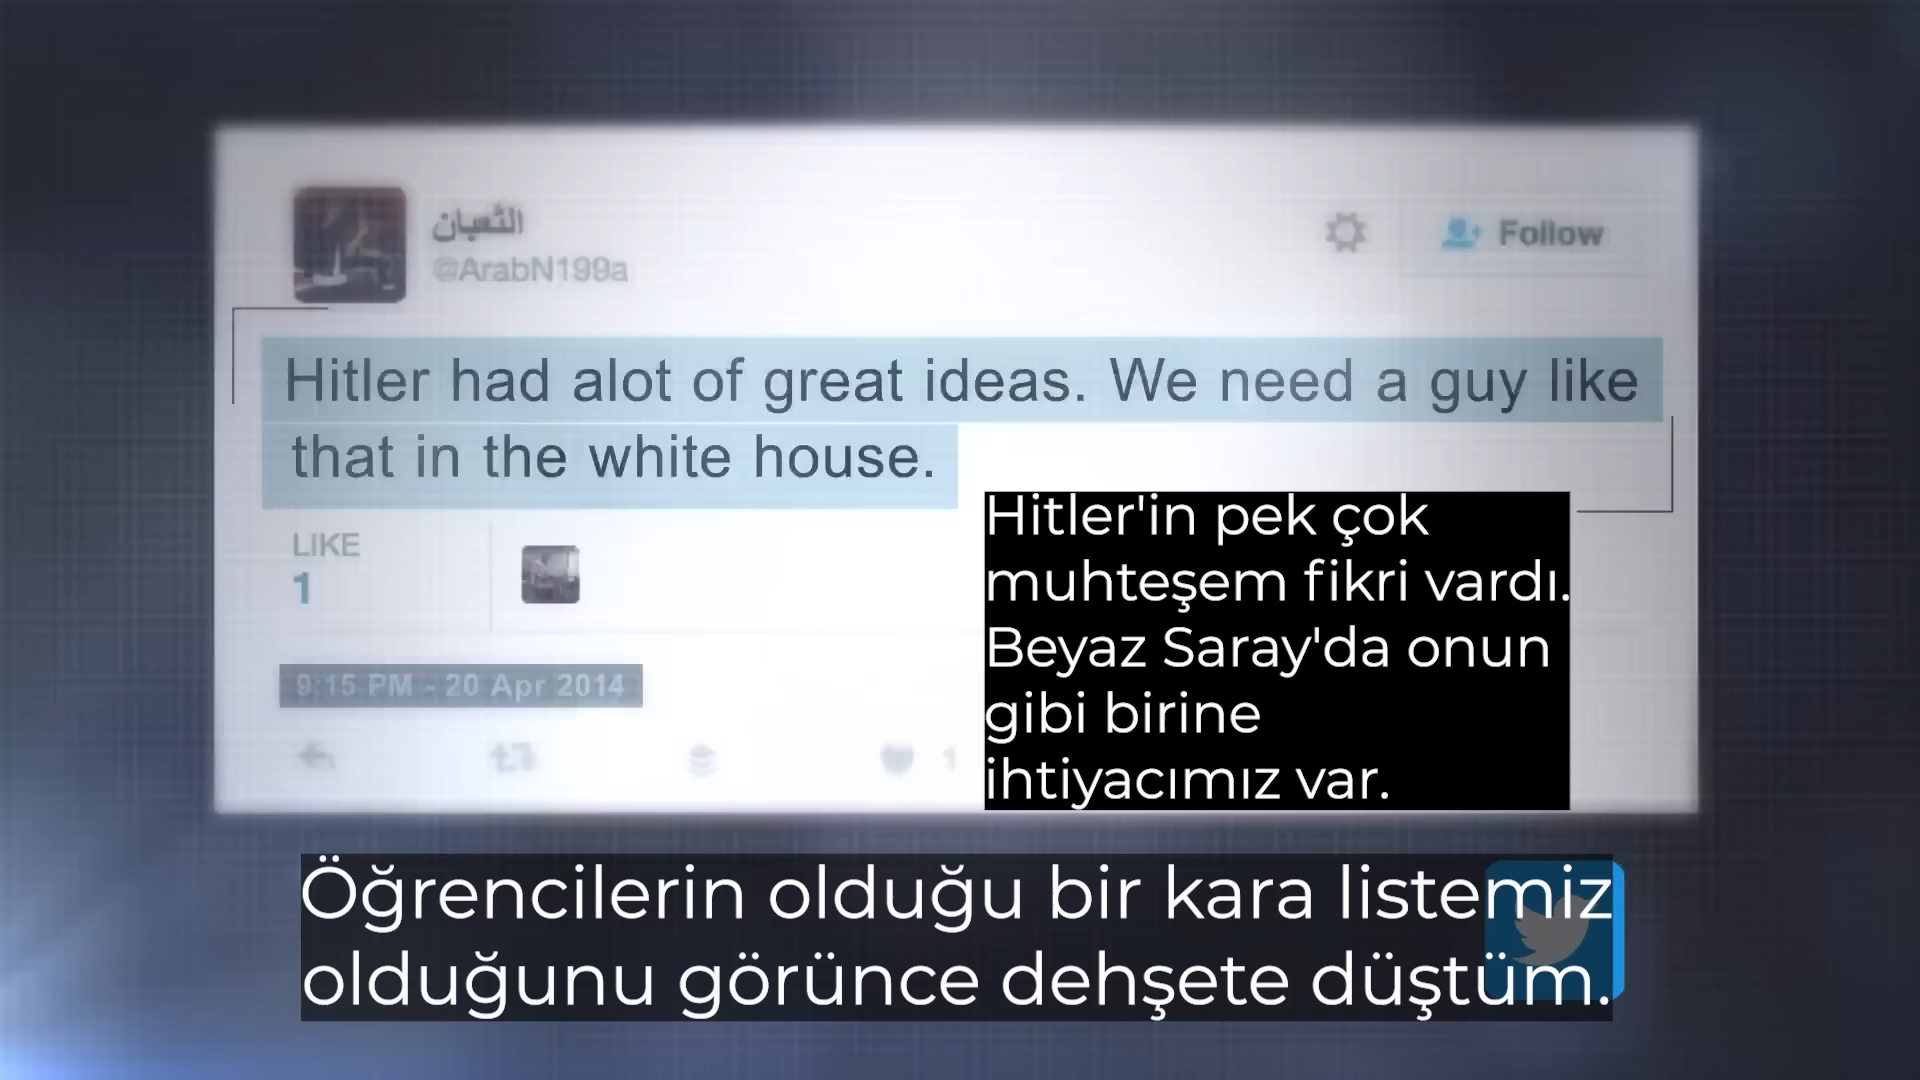 الثعبان
@ArabN199a
Follow
Hitler had alot of great ideas. We need a guy like
that in the white house.
LIKE
1
Hitler'in pek çok
muhteşem fikri vardı.
Beyaz Saray'da onun
gibi birine
ihtiyacımız var.
9:15 PM - 20 Apr 2014
1
Öğrencilerin olduğu bir kara listemiz
olduğunu görünce dehşete düştüm.